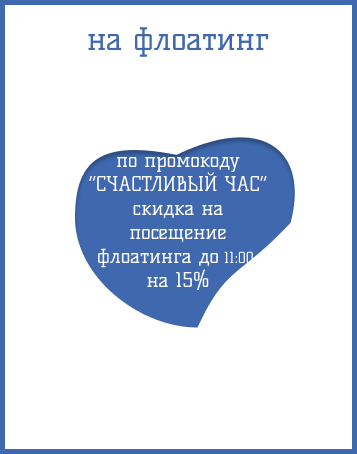 на флоатинг
по промокоду
“СЧАСТЛИВЫЙ ЧАС”
скидка на
посещение
флоатинга до 11:00
на 15%